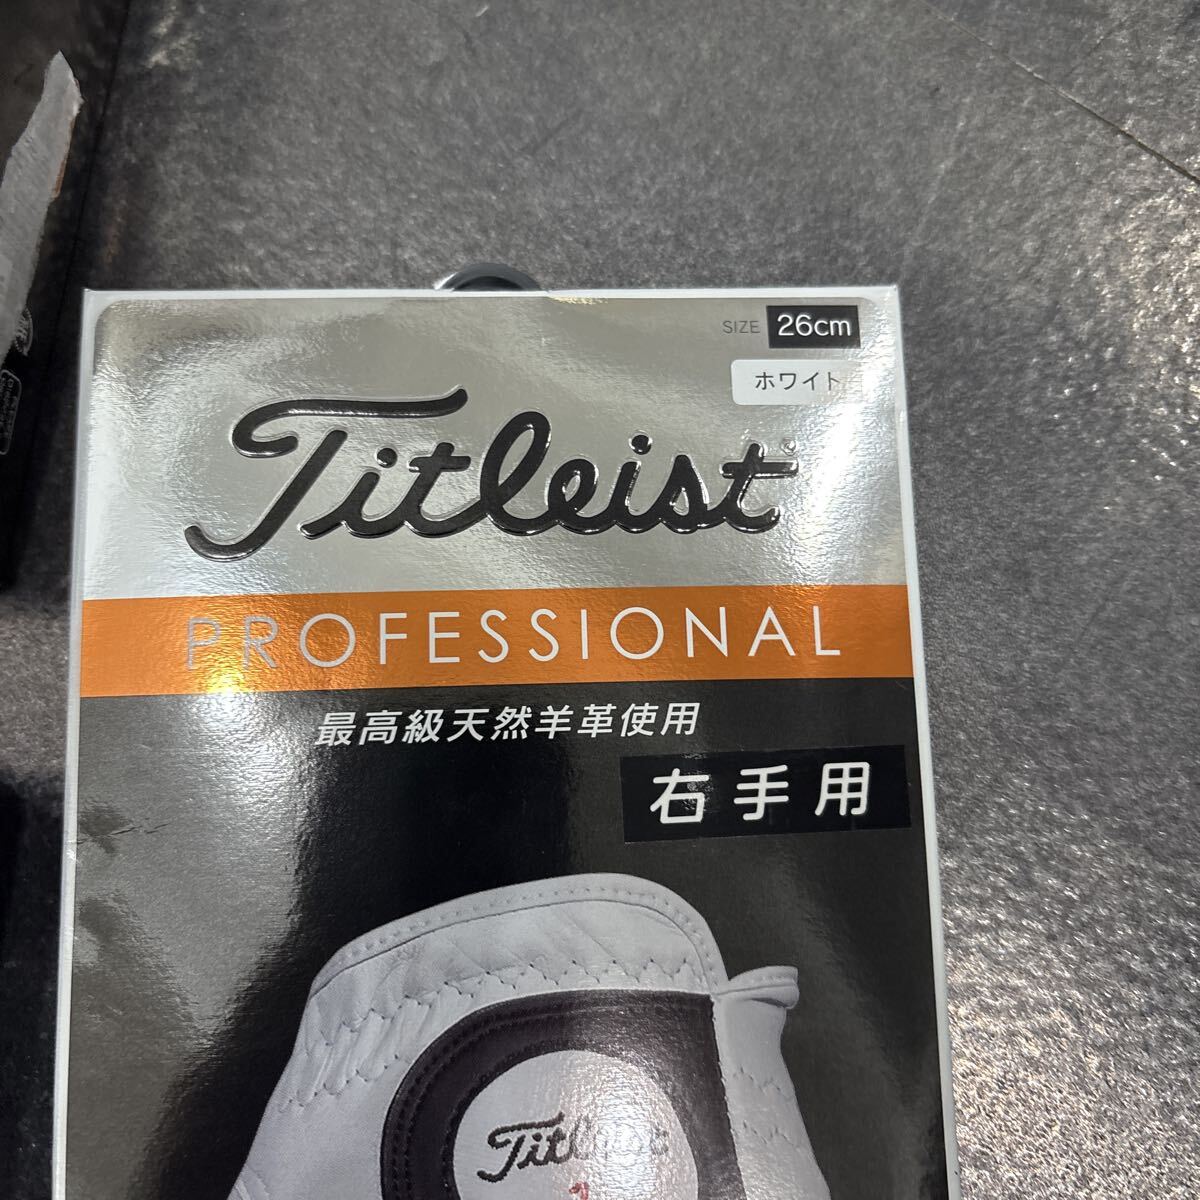 SIZE 26cm
ホワイト
Titleist®
PROFESSIONAL
最高級天然羊革使用
右手用
Titleist